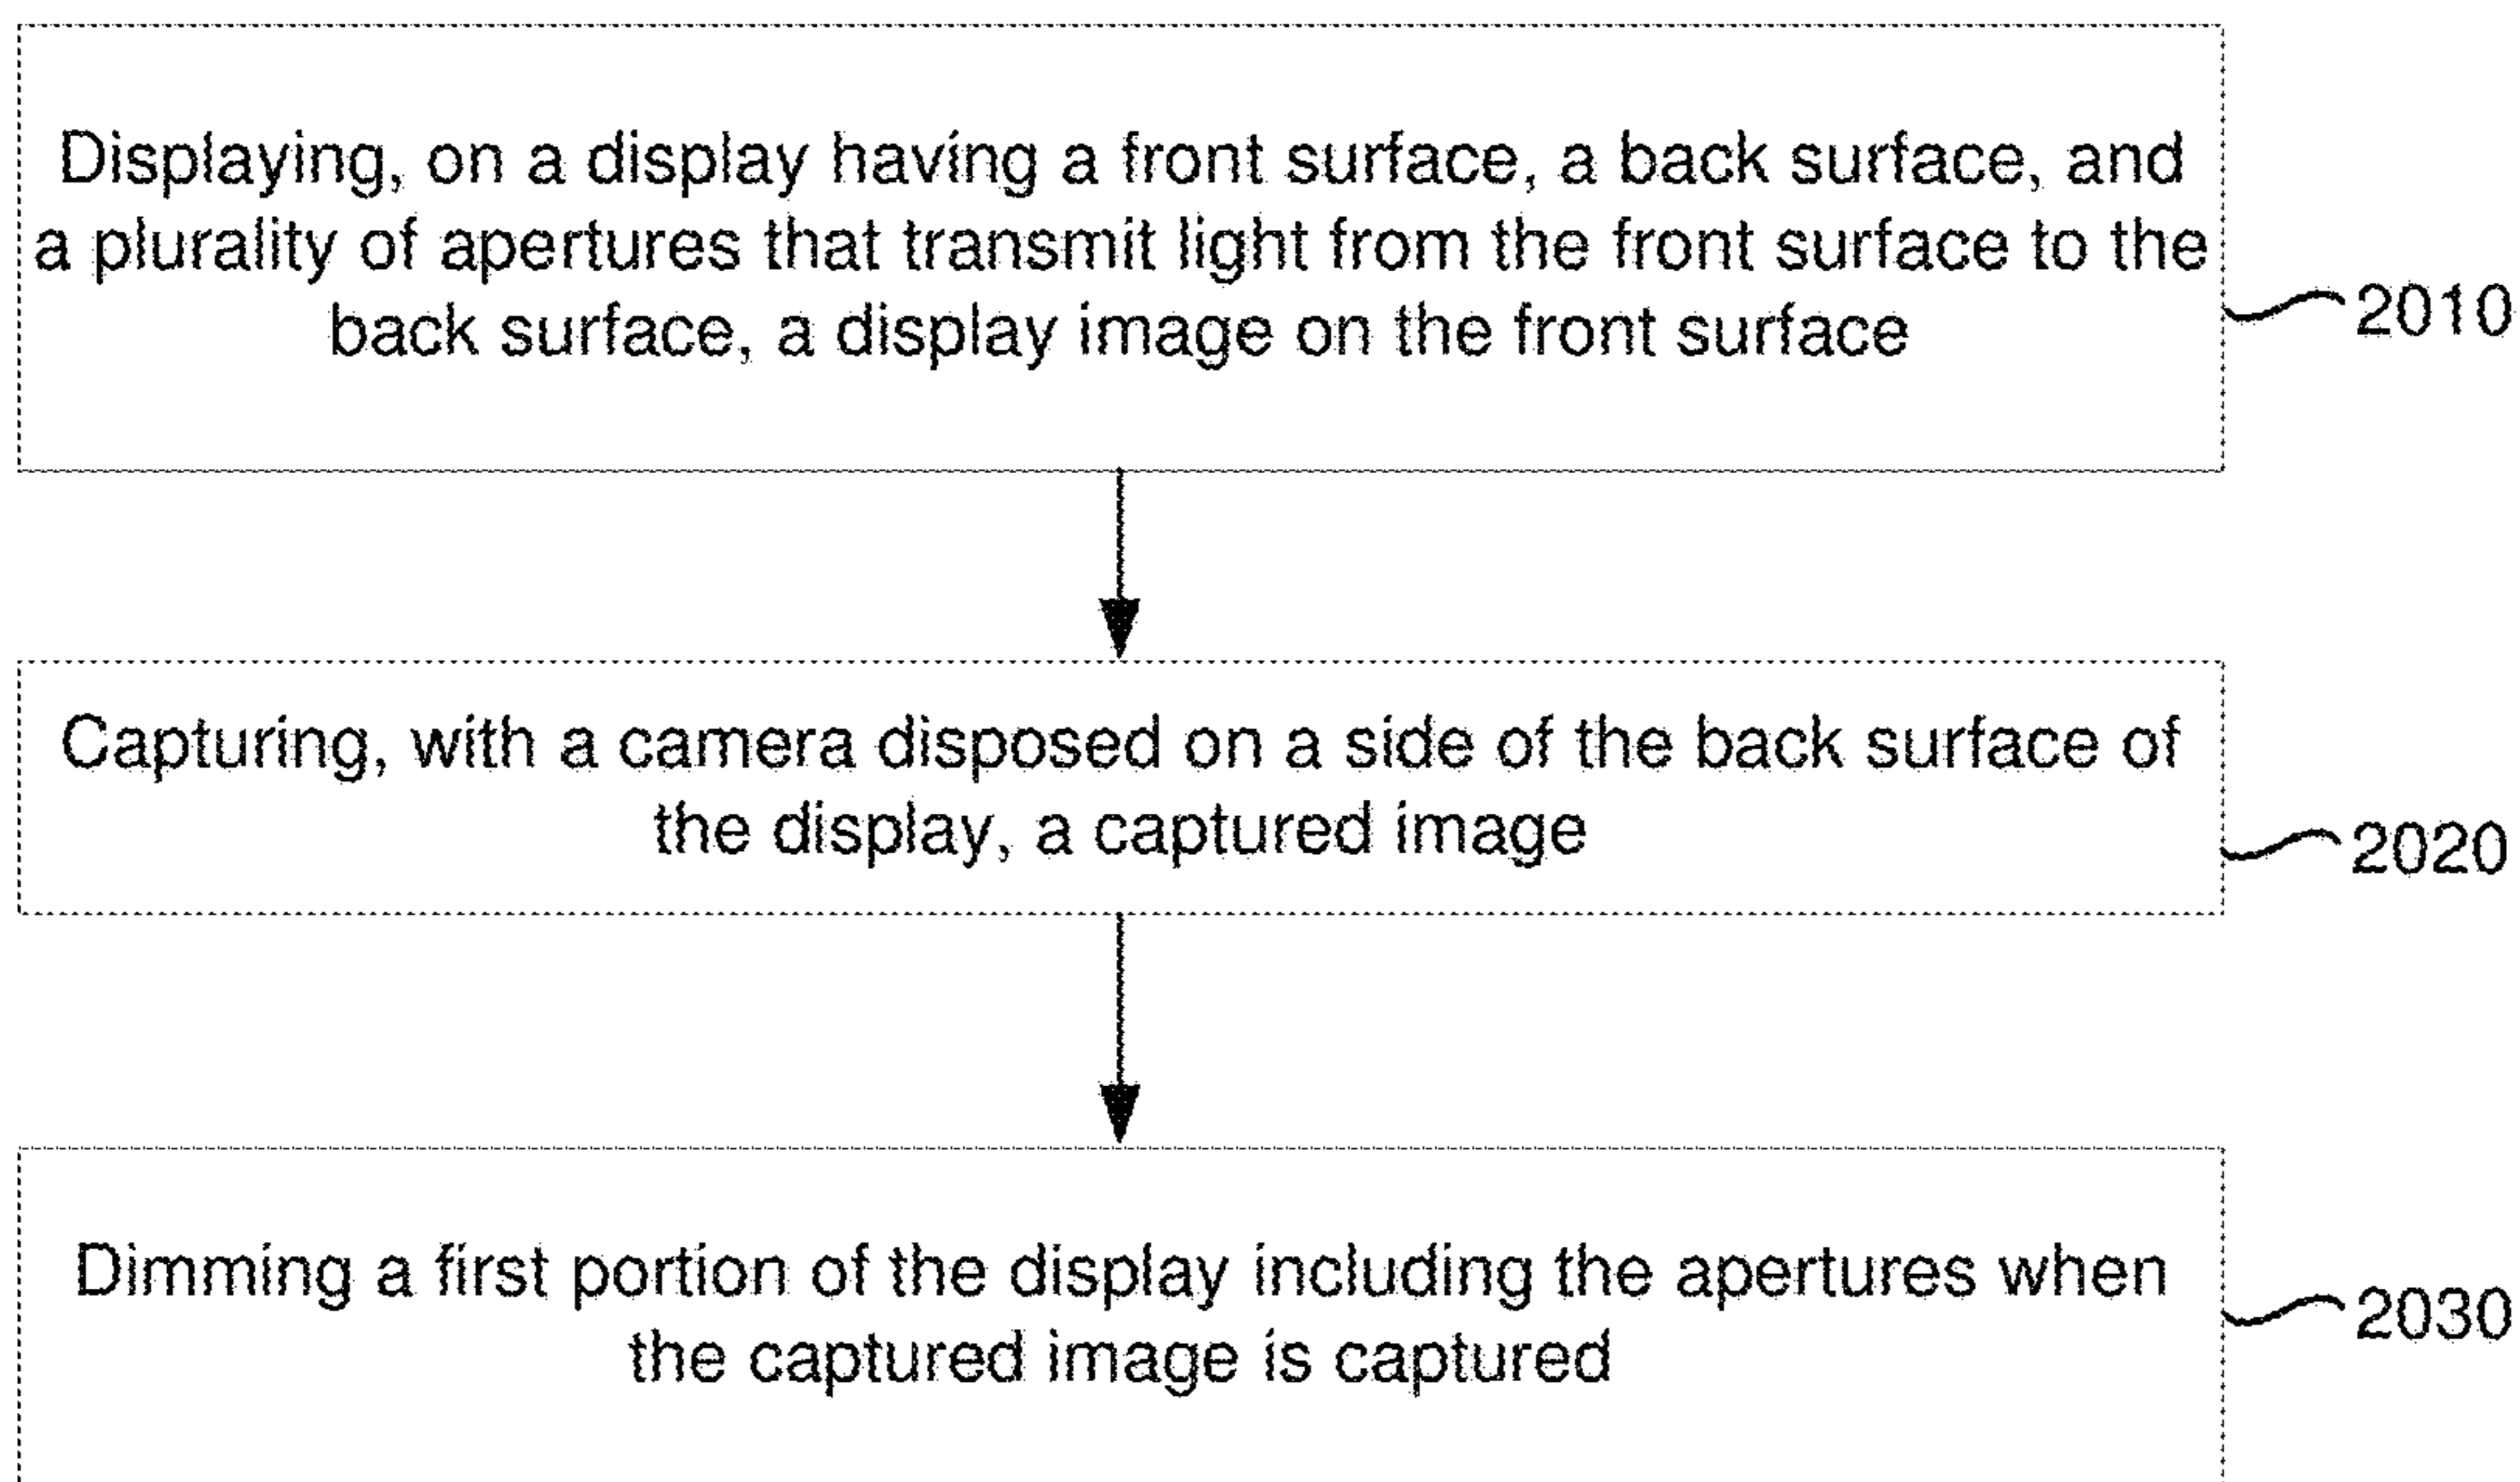 Displaying, on a display having a front surface, a back surface, and
a plurality of apertures that transmit light from the front surface to the
back surface, a display image on the front surface
2010
Capturing, with a camera disposed on a side of the back surface of
the display, a captured image
2020
Dimming a first portion of the display including the apertures when
the captured image is captured
2030